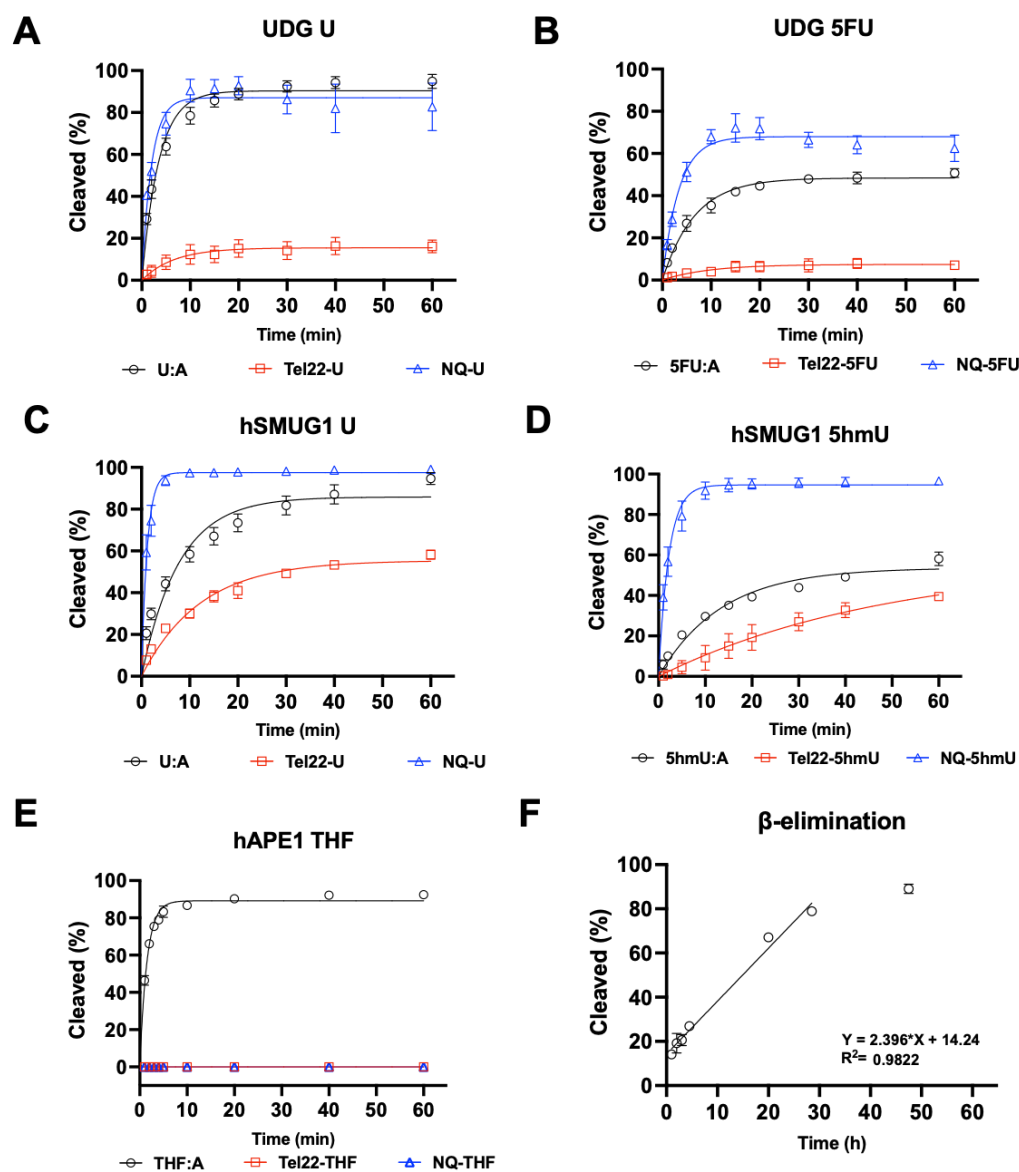 A
UDG U
Cleaved (%)
100
80
60
40
20
0
0 10 20 30 40 50 60
Time (min)
U:A Tel22-U NQ-U
B
UDG 5FU
Cleaved (%)
100
80
60
40
20
0
0 10 20 30 40 50 60
Time (min)
5FU:A Tel22-5FU NQ-5FU
C
hSMUG1 U
Cleaved (%)
100
80
60
40
20
0
0 10 20 30 40 50 60
Time (min)
U:A Tel22-U NQ-U
D
hSMUG1 5hmU
Cleaved (%)
100
80
60
40
20
0
0 10 20 30 40 50 60
Time (min)
5hmU:A Tel22-5hmU NQ-5hmU
E
hAPE1 THF
Cleaved (%)
100
80
60
40
20
0
0 10 20 30 40 50 60
Time (min)
THF:A Tel22-THF NQ-THF
F
β-elimination
Cleaved (%)
100
80
60
40
20
0
0 10 20 30 40 50 60
Y = 2.396*X + 14.24
R²= 0.9822
Time (h)